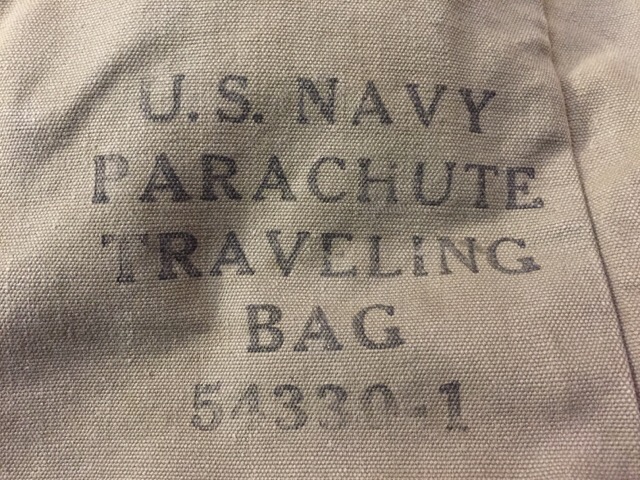 U.S. NAVY
PARACHUTE
TRAVELING
BAG
54330-1